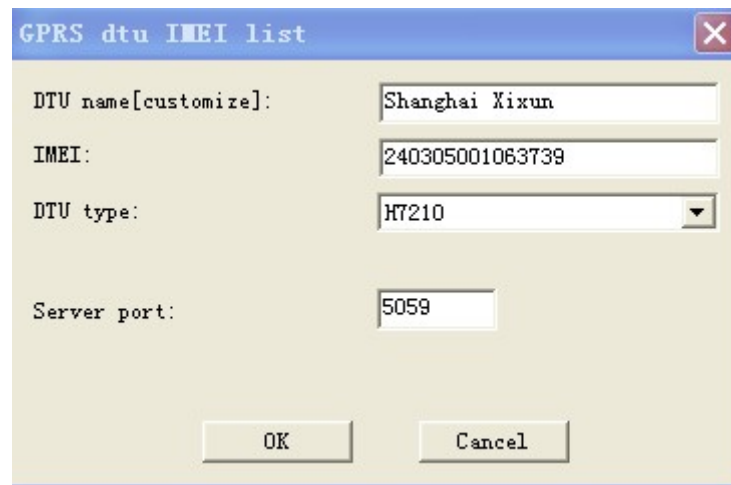 GPRS dtu IMEI list
DTU name[customize]: Shanghai Xixun
IMEI: 240305001063739
DTU type: H7210
Server port: 5059
OK Cancel